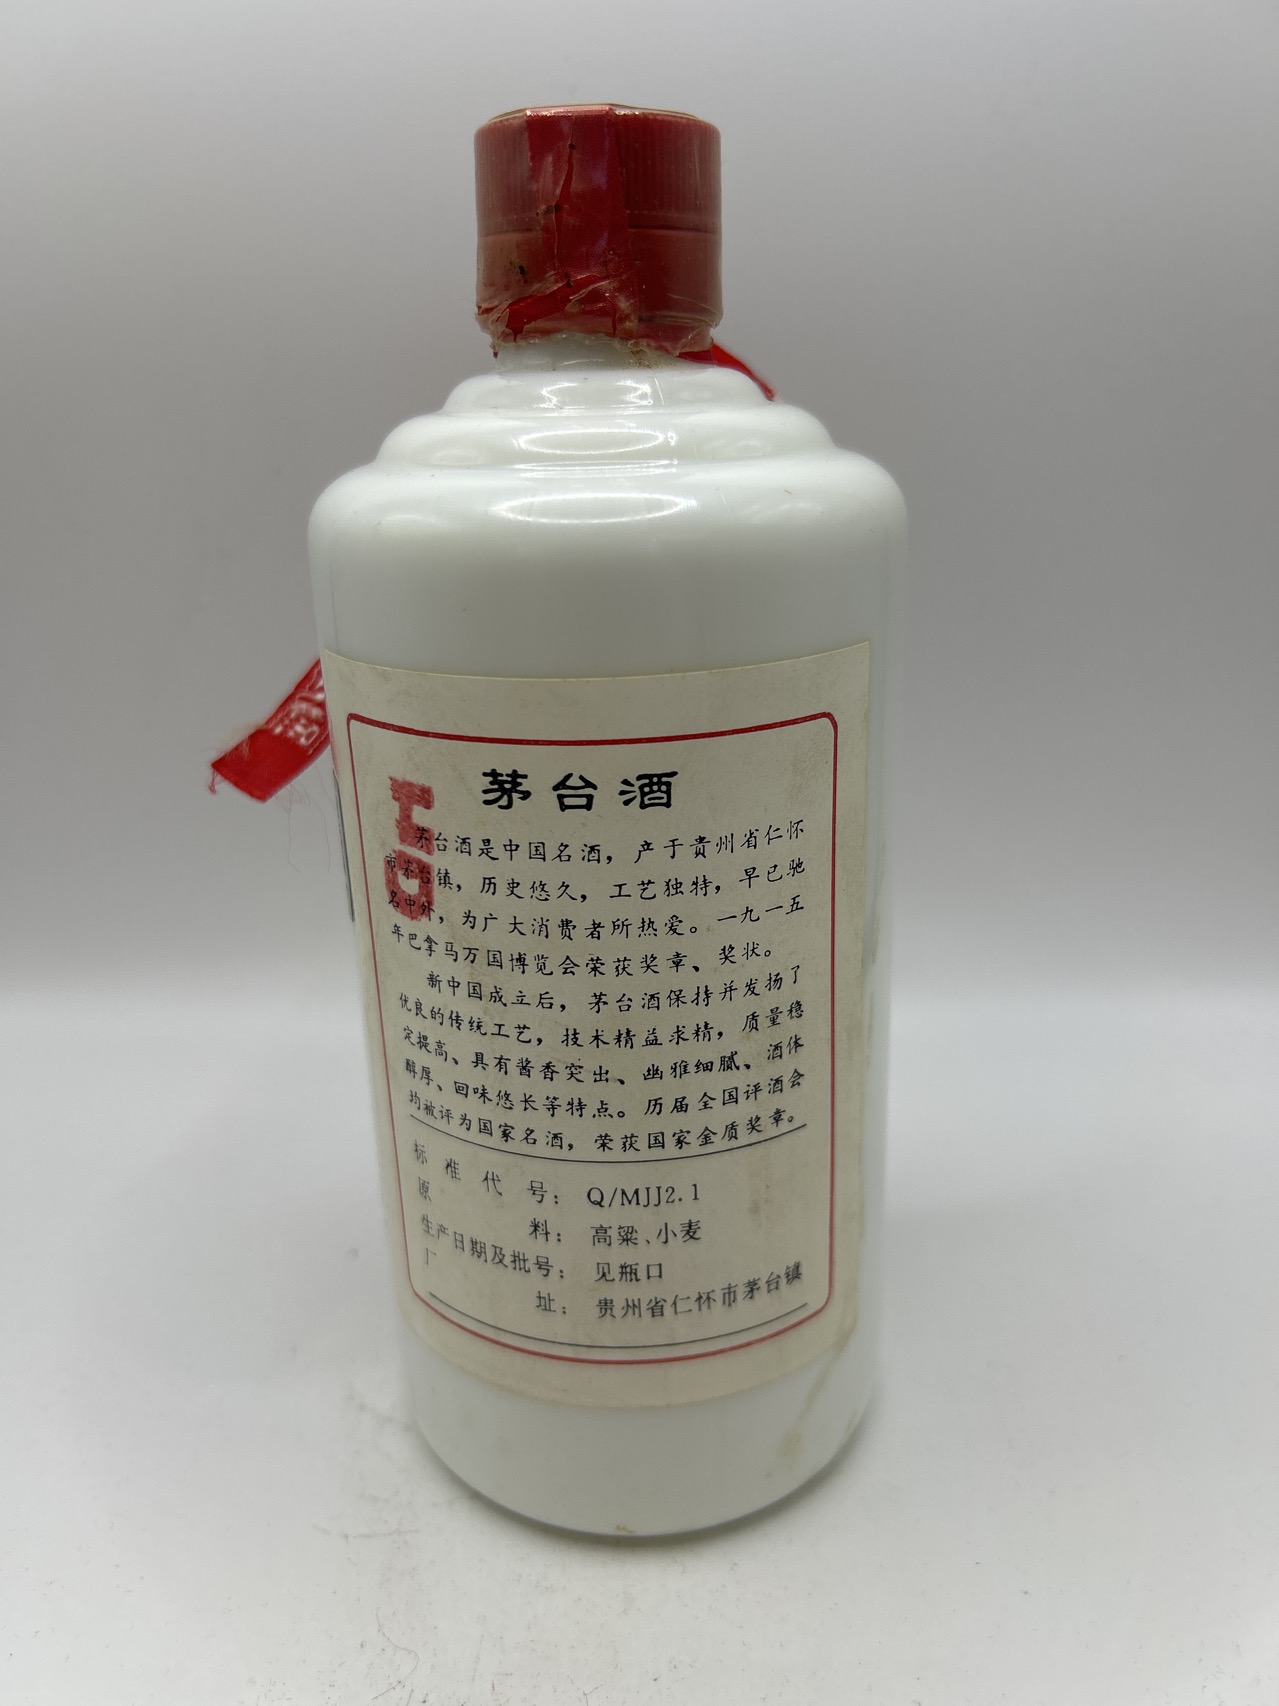 茅台酒
茅台酒是中国名酒，产于贵州省仁怀
市茅台镇，历史悠久，工艺独特，早已驰
名中外，为广大消费者所热爱。一九一五
年巴拿马万国博览会荣获奖章、奖状。
新中国成立后，茅台酒保持并发扬了
优良的传统工艺，技术精益求精，质量稳
定提高、具有酱香突出、幽雅细腻、酒体
醇厚、回味悠长等特点。历届全国评酒会
均被评为国家名酒，荣获国家金质奖章。
标准代号：Q/MJJ2.1
原料：高粱、小麦
生产日期及批号：见瓶口
厂址：贵州省仁怀市茅台镇